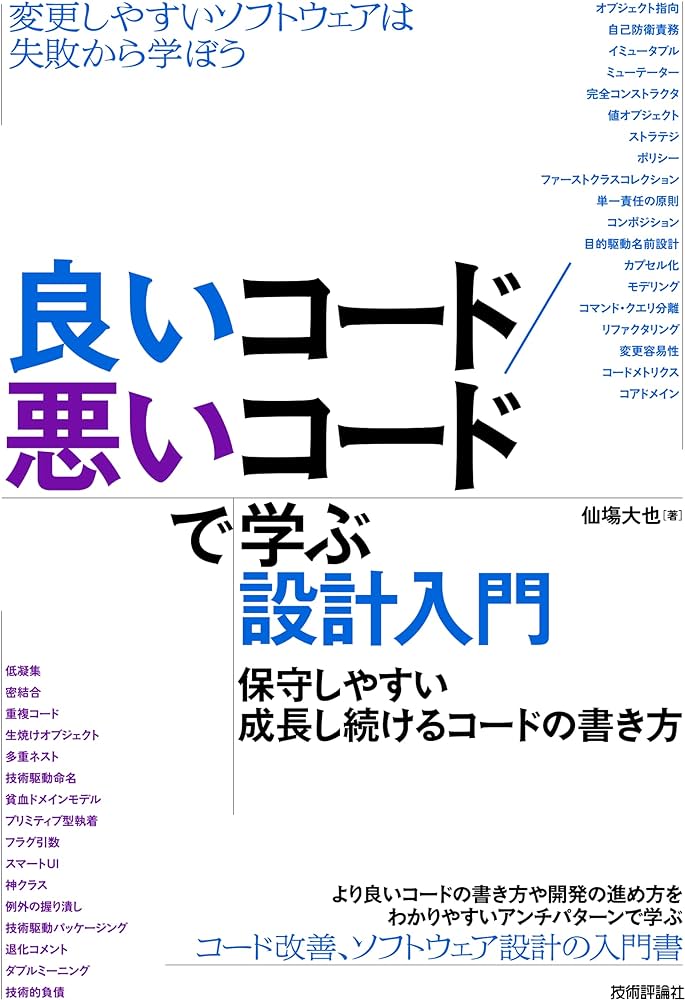 変更しやすいソフトウェアは
失敗から学ぼう
オブジェクト指向
自己防衛責務
イミュータブル
ミューテーター
完全コンストラクタ
値オブジェクト
ストラテジ
ポリシー
ファーストクラスコレクション
単一責任の原則
コンポジション
目的駆動名前設計
カプセル化
モデリング
コマンド・クエリ分離
リファクタリング
変更容易性
コードメトリクス
コアドメイン
良いコード/
悪いコード
で学ぶ
設計入門
仙塲大也[著]
保守しやすい
成長し続けるコードの書き方
低凝集
密結合
重複コード
生焼けオブジェクト
多重ネスト
技術駆動命名
貧血ドメインモデル
プリミティブ型執着
フラグ引数
スマートUI
神クラス
例外の握り潰し
技術駆動パッケージング
退化コメント
ダブルミーニング
技術的負債
より良いコードの書き方や開発の進め方を
わかりやすいアンチパターンで学ぶ
コード改善、ソフトウェア設計の入門書
技術評論社